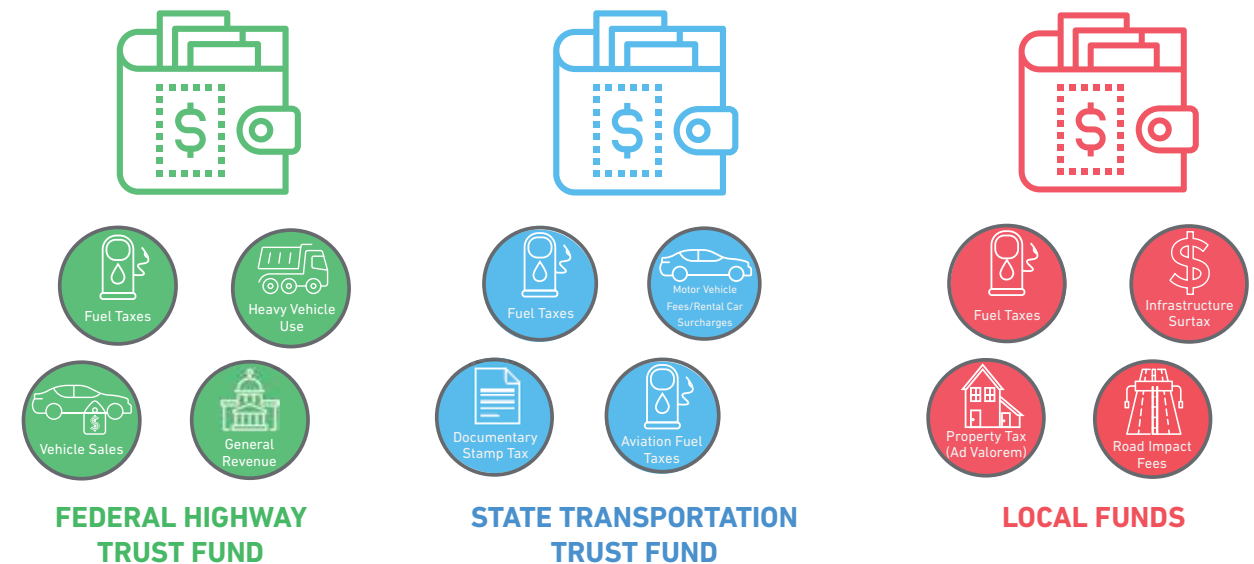 $
Fuel Taxes
Heavy Vehicle
Use
$
Vehicle Sales
General
Revenue
FEDERAL HIGHWAY
TRUST FUND
$
Fuel Taxes
Motor Vehicle
Fees/Rental Car
Surcharges
Documentary
Stamp Tax
Aviation Fuel
Taxes
STATE TRANSPORTATION
TRUST FUND
$
Fuel Taxes
$
Infrastructure
Surtax
Property Tax
(Ad Valorem)
Road Impact
Fees
LOCAL FUNDS